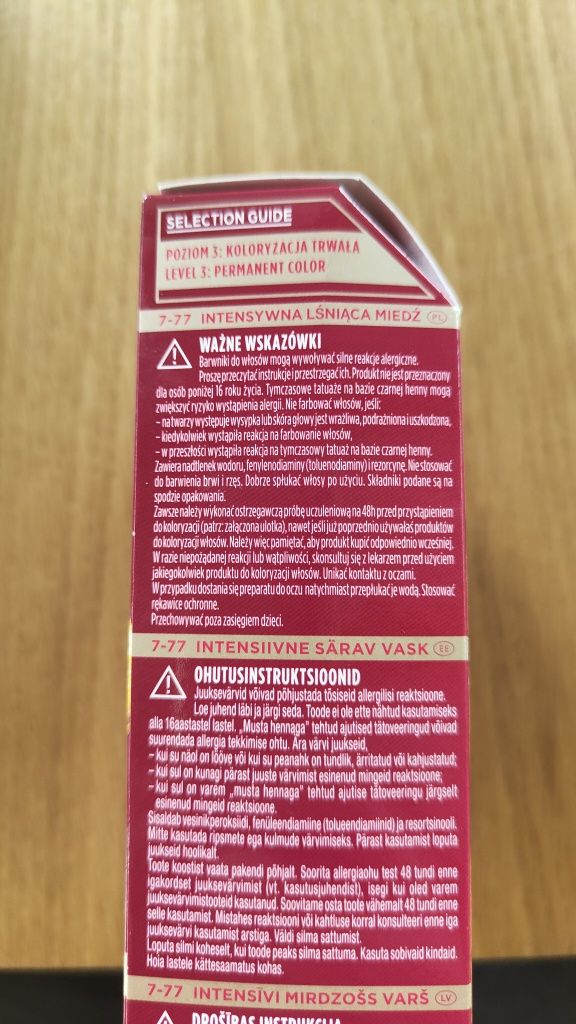 SELECTION GUIDE
POZIOM 3: KOLORYZACJA TRWAŁA
LEVEL 3: PERMANENT COLOR
7-77 INTENSYWNA LŚNIĄCA MIEDŹ PL
WAŻNE WSKAZÓWKI
Barwniki do włosów mogą wywoływać silne reakcje alergiczne.
Proszę przeczytać instrukcje i przestrzegać ich. Produkt nie jest przeznaczony
dla osób poniżej 16 roku życia. Tymczasowe tatuaże na bazie czarnej henny mogą
zwiększyć ryzyko wystąpienia alergii. Nie farbować włosów, jeśli:
– na twarzy występuje wysypka lub skóra głowy jest wrażliwa, podrażniona i uszkodzona,
– kiedykolwiek wystąpiła reakcja na farbowanie włosów,
– w przeszłości wystąpiła reakcja na tymczasowy tatuaż na bazie czarnej henny.
Zawiera nadtlenek wodoru, fenylenodiaminy (toluenodiaminy) i rezorcynę. Nie stosować
do barwienia brwi i rzęs. Dobrze spłukać włosy po użyciu. Składniki podane są na
spodzie opakowania.
Zawsze należy wykonać ostrzegawczą próbę uczuleniową na 48h przed przystąpieniem
do koloryzacji (patrz: załączona ulotka), nawet jeśli już poprzednio używałaś produktów
do koloryzacji włosów. Należy więc pamiętać, aby produkt kupić odpowiednio wcześniej.
W razie niepożądanej reakcji lub wątpliwości, skonsultuj się z lekarzem przed użyciem
jakiegokolwiek produktu do koloryzacji włosów. Unikać kontaktu z oczami.
W przypadku dostania się preparatu do oczu natychmiast przepłukać je wodą. Stosować
rękawice ochronne.
Przechowywać poza zasięgiem dzieci.
7-77 INTENSIIVNE SÄRAV VASK EE
OHUTUSINSTRUKTSIOONID
Juuksevärvid võivad põhjustada tõsiseid allergilisi reaktsioone.
Loe juhend läbi ja järgi seda. Toode ei ole ette nähtud kasutamiseks
alla 16aastastel lastel. „Musta hennaga" tehtud ajutised tätoveeringud võivad
suurendada allergia tekkimise ohtu. Ära värvi juukseid,
– kui su näol on lööve või kui su peanahk on tundlik, ärritatud või kahjustatud;
– kui sul on kunagi pärast juuste värvimist esinenud mingeid reaktsioone;
– kui sul on varem „musta hennaga" tehtud ajutise tätoveeringu järgselt
esinenud mingeid reaktsioone.
Sisaldab vesinikperoksiidi, fenüleendiamiine (tolueendiamiinid) ja resortsinooli.
Mitte kasutada ripsmete ega kulmude värvimiseks. Pärast kasutamist loputa
juukseid hoolikalt.
Toote koostist vaata pakendi põhjalt. Soorita allergiaohu test 48 tundi enne
igakordset juuksevärvimist (vt. kasutusjuhendist), isegi kui oled varem
juuksevärvimistooteid kasutanud. Soovitame osta toote vähemalt 48 tundi enne
selle kasutamist. Mistahes reaktsiooni või kahtluse korral konsulteeri enne iga
juuksevärvi kasutamist arstiga. Väldi silma sattumist.
Loputa silmi koheselt, kui toode peaks silma sattuma. Kasuta sobivaid kindaid.
Hoia lastele kättesaamatus kohas.
7-77 INTENSĪVI MIRDZOŠS VARŠ LV
DROŠĪBAS INSTRUKCIJA